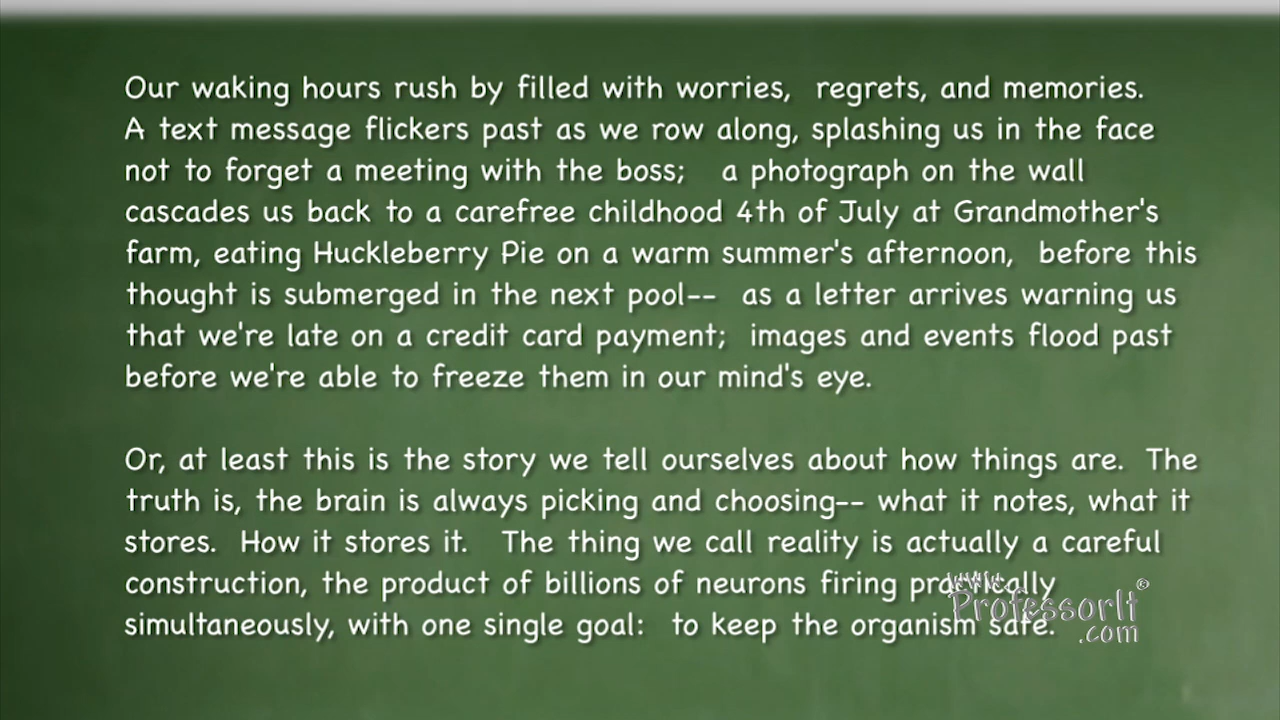 Our waking hours rush by filled with worries,  regrets, and memories.
A text message flickers past as we row along, splashing us in the face
not to forget a meeting with the boss;   a photograph on the wall
cascades us back to a carefree childhood 4th of July at Grandmother's
farm, eating Huckleberry Pie on a warm summer's afternoon,  before this
thought is submerged in the next pool--  as a letter arrives warning us
that we're late on a credit card payment;  images and events flood past
before we're able to freeze them in our mind's eye.
Or, at least this is the story we tell ourselves about how things are.  The
truth is, the brain is always picking and choosing-- what it notes, what it
stores.  How it stores it.   The thing we call reality is actually a careful
construction, the product of billions of neurons firing practically
simultaneously, with one single goal:  to keep the organism safe.
www.
ProfessorIt©
.com